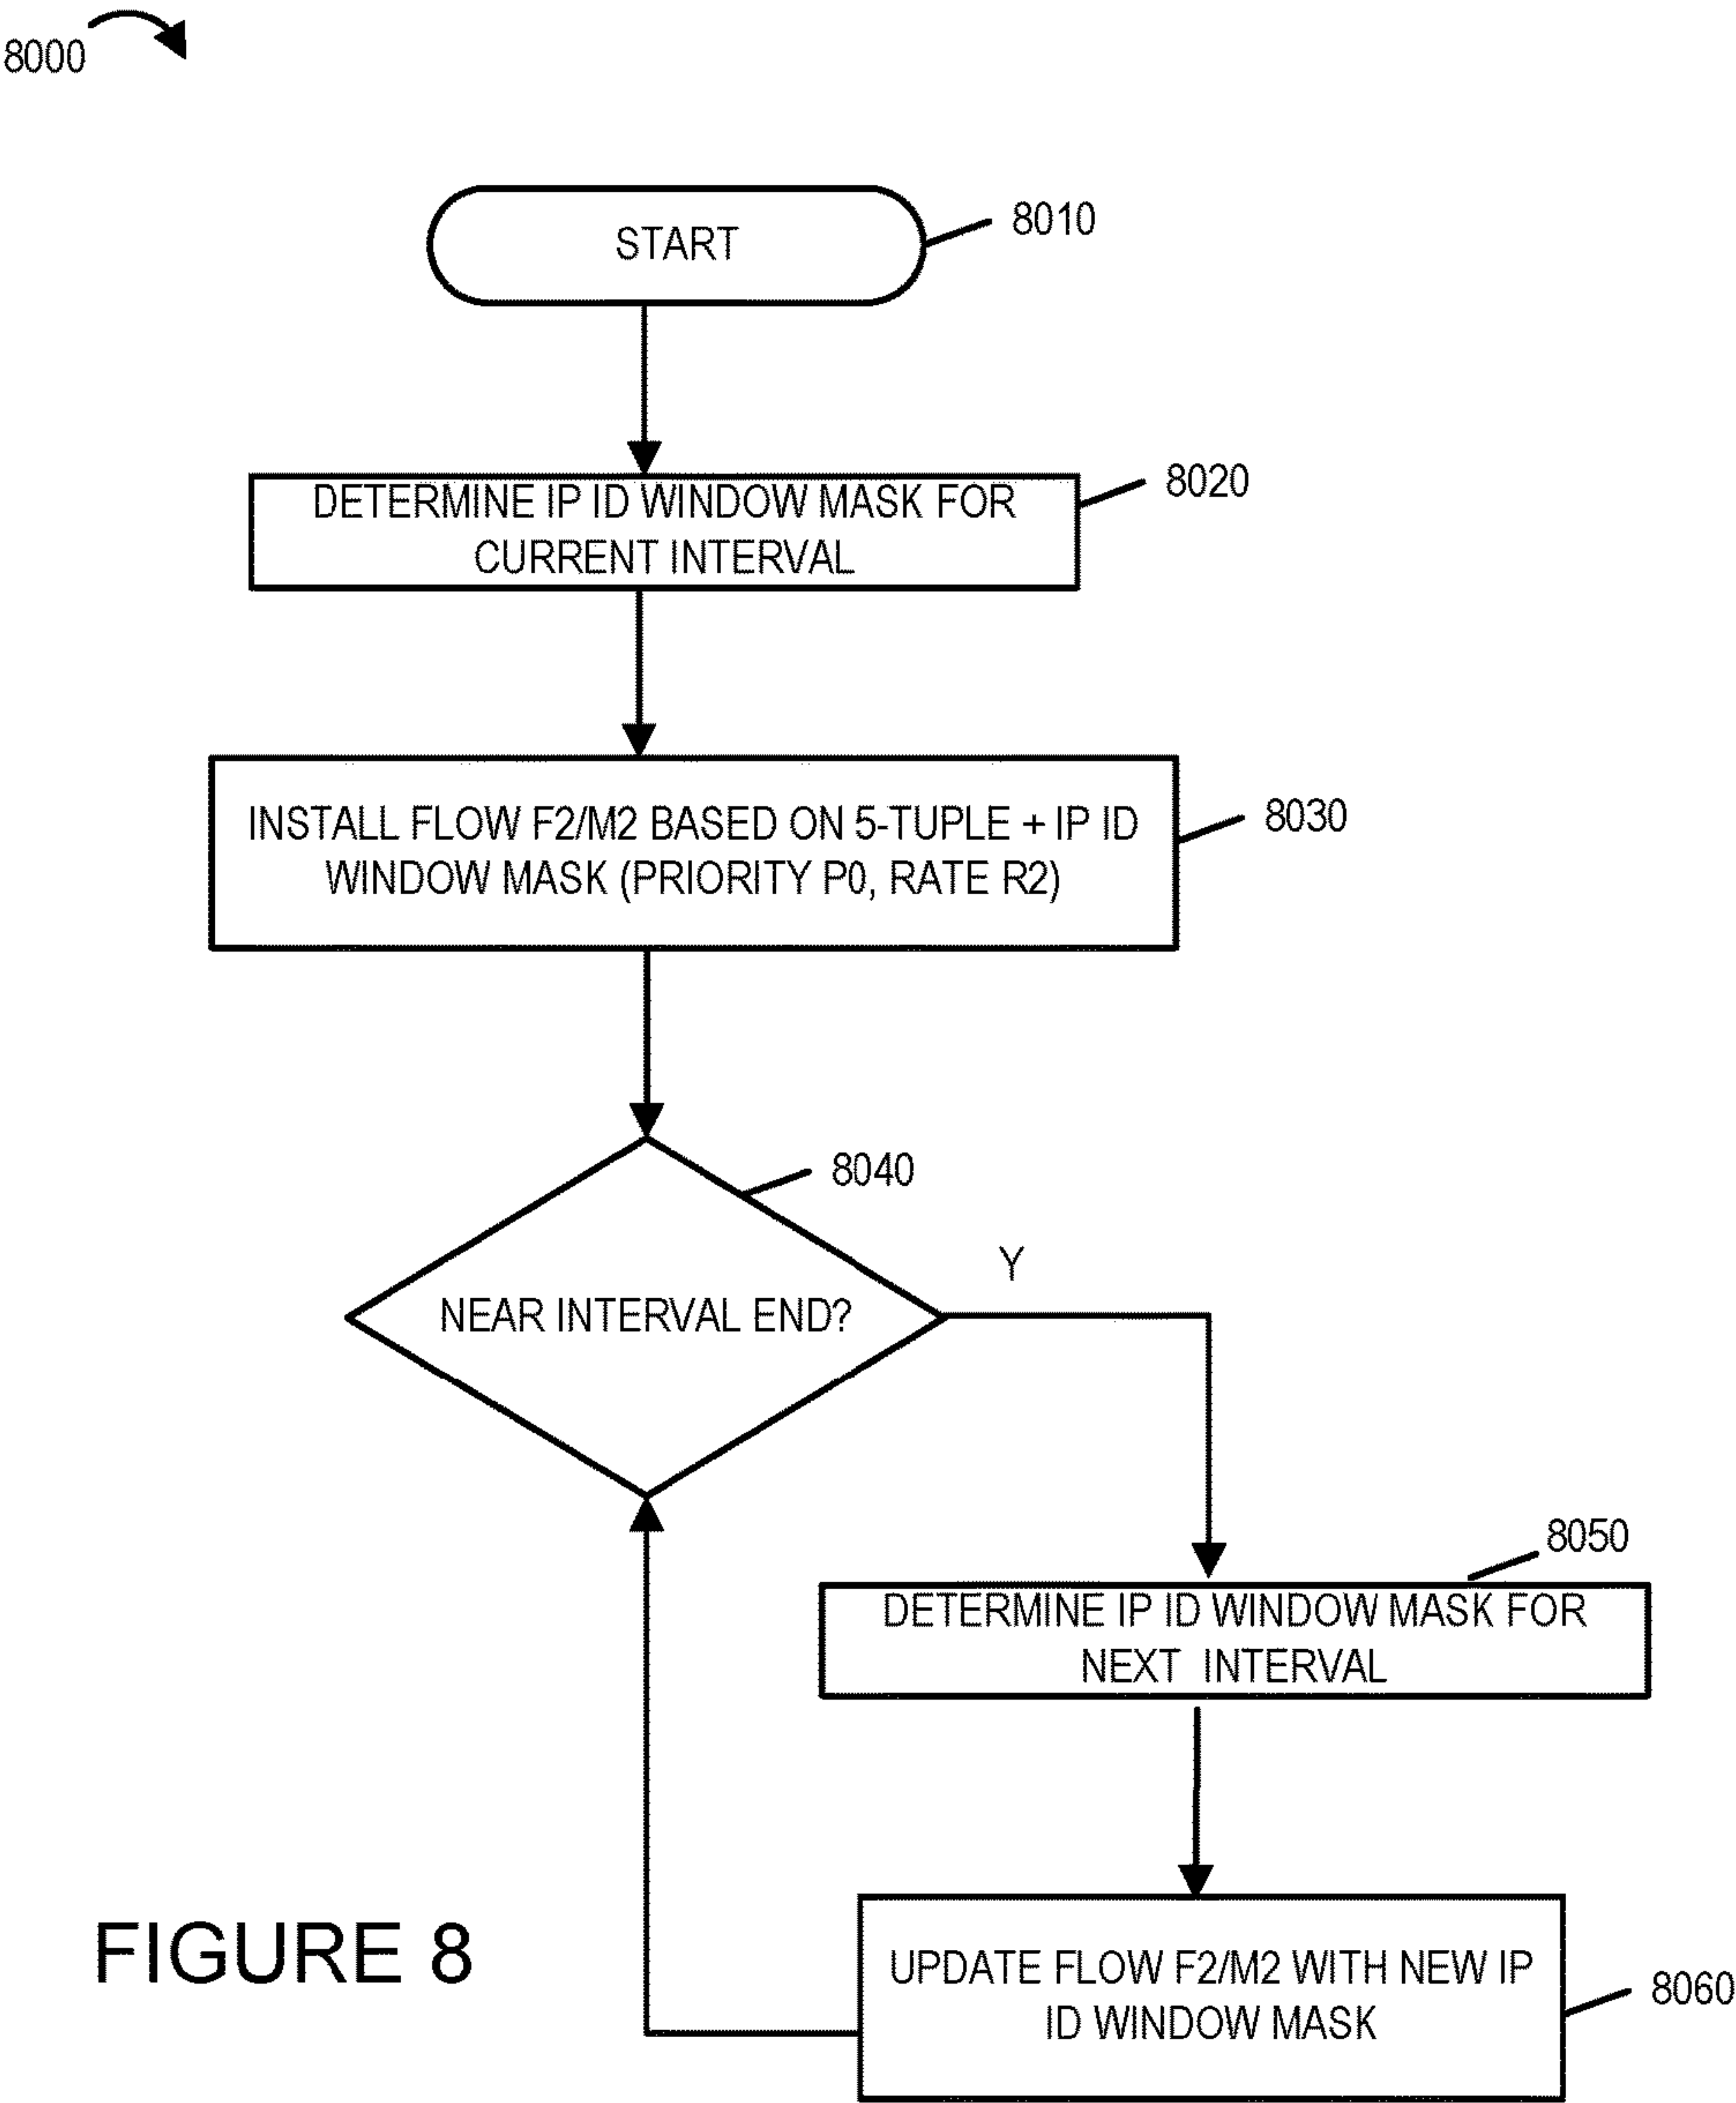 8000
START
8010
DETERMINE IP ID WINDOW MASK FOR
CURRENT INTERVAL
8020
INSTALL FLOW F2/M2 BASED ON 5-TUPLE + IP ID
WINDOW MASK (PRIORITY P0, RATE R2)
8030
8040
NEAR INTERVAL END?
Y
8050
DETERMINE IP ID WINDOW MASK FOR
NEXT INTERVAL
UPDATE FLOW F2/M2 WITH NEW IP
ID WINDOW MASK
8060
FIGURE 8